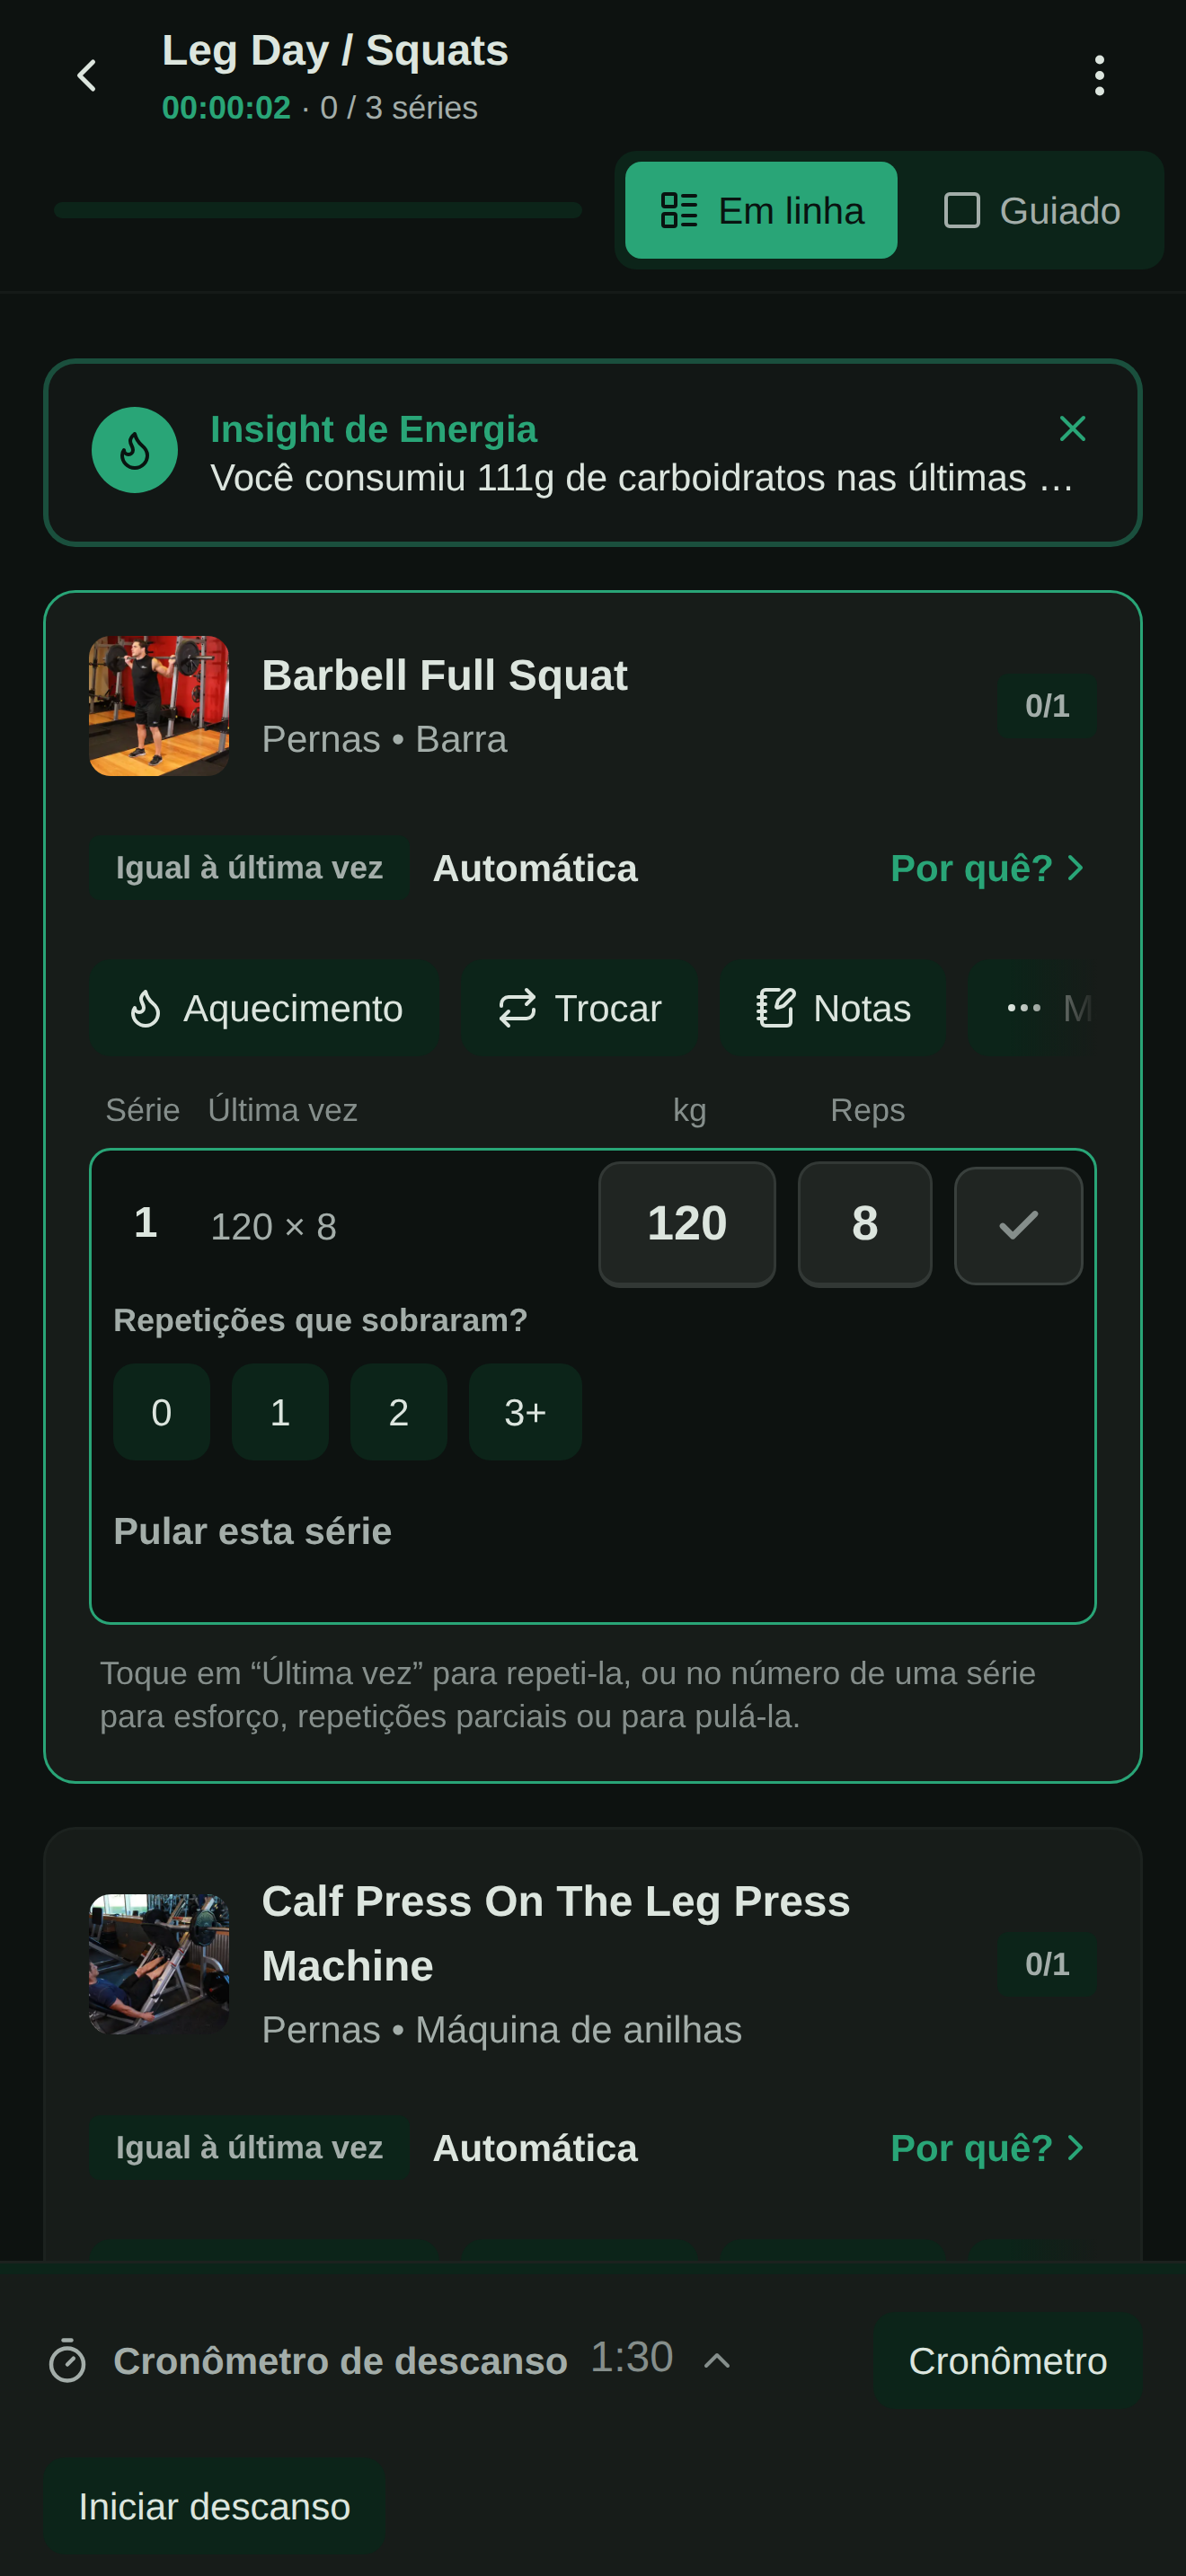 Leg Day / Squats
00:00:02 · 0 / 3 séries
Em linha
Guiado
Insight de Energia
Você consumiu 111g de carboidratos nas últimas …
Barbell Full Squat
Pernas • Barra
0/1
Igual à última vez
Automática
Por quê?
Aquecimento
Trocar
Notas
M
Série Última vez kg Reps
1 120 × 8 120 8
Repetições que sobraram?
0 1 2 3+
Pular esta série
Toque em “Última vez” para repeti-la, ou no número de uma série
para esforço, repetições parciais ou para pulá-la.
Calf Press On The Leg Press
Machine
Pernas • Máquina de anilhas
0/1
Igual à última vez
Automática
Por quê?
Cronômetro de descanso 1:30
Cronômetro
Iniciar descanso